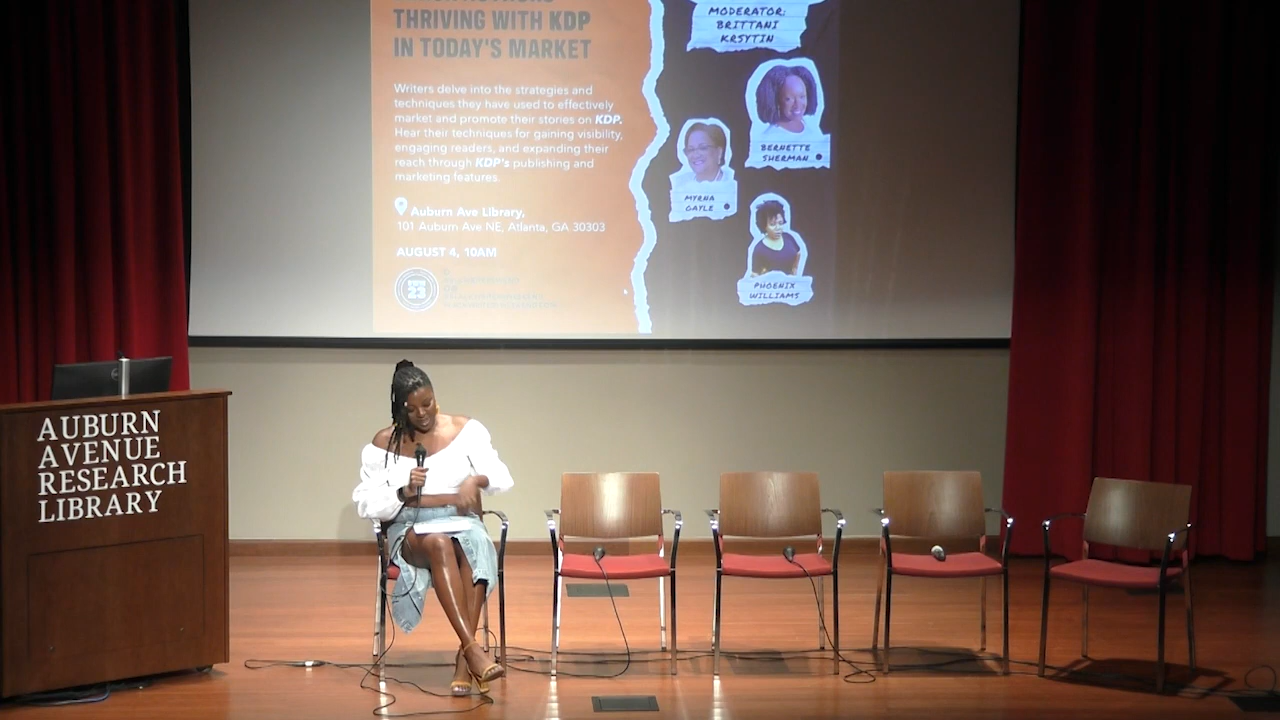 THRIVING WITH KDP
IN TODAY'S MARKET
Writers delve into the strategies and
techniques they have used to effectively
market and promote their stories on KDP.
Hear their techniques for gaining visibility,
engaging readers, and expanding their
reach through KDP's publishing and
marketing features.
Auburn Ave Library,
101 Auburn Ave NE, Atlanta, GA 30303
AUGUST 4, 10AM
23
MODERATOR:
BRITTANI
KRSYTIN
BERNETTE
SHERMAN
MYRNA
GAYLE
PHOENIX
WILLIAMS
AUBURN
AVENUE
RESEARCH
LIBRARY